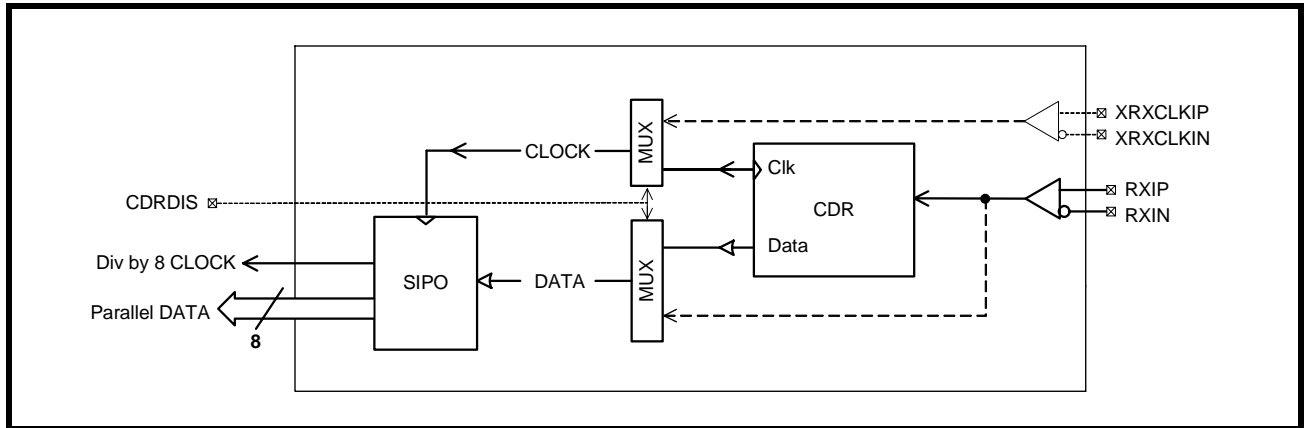 XRXCLKIP
XRXCLKIN
MUX
CLOCK
Clk
CDR
RXIP
RXIN
CDRDIS
Data
Div by 8 CLOCK
SIPO
DATA
MUX
Parallel DATA
8